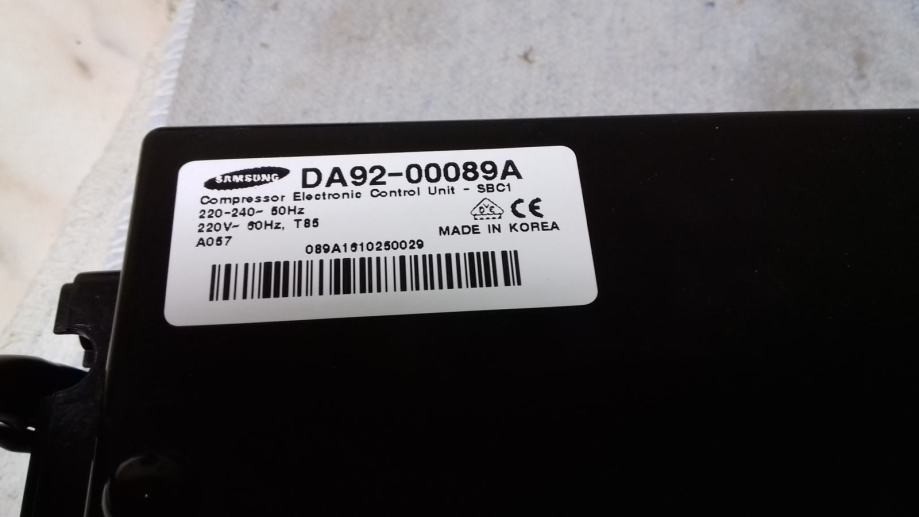 SAMSUNG DA92-00089A
Compressor Electronic Control Unit - SBC1
220-240~ 50Hz
220V~ 60Hz, T85
A057
CE
MADE IN KOREA
089A1610250029